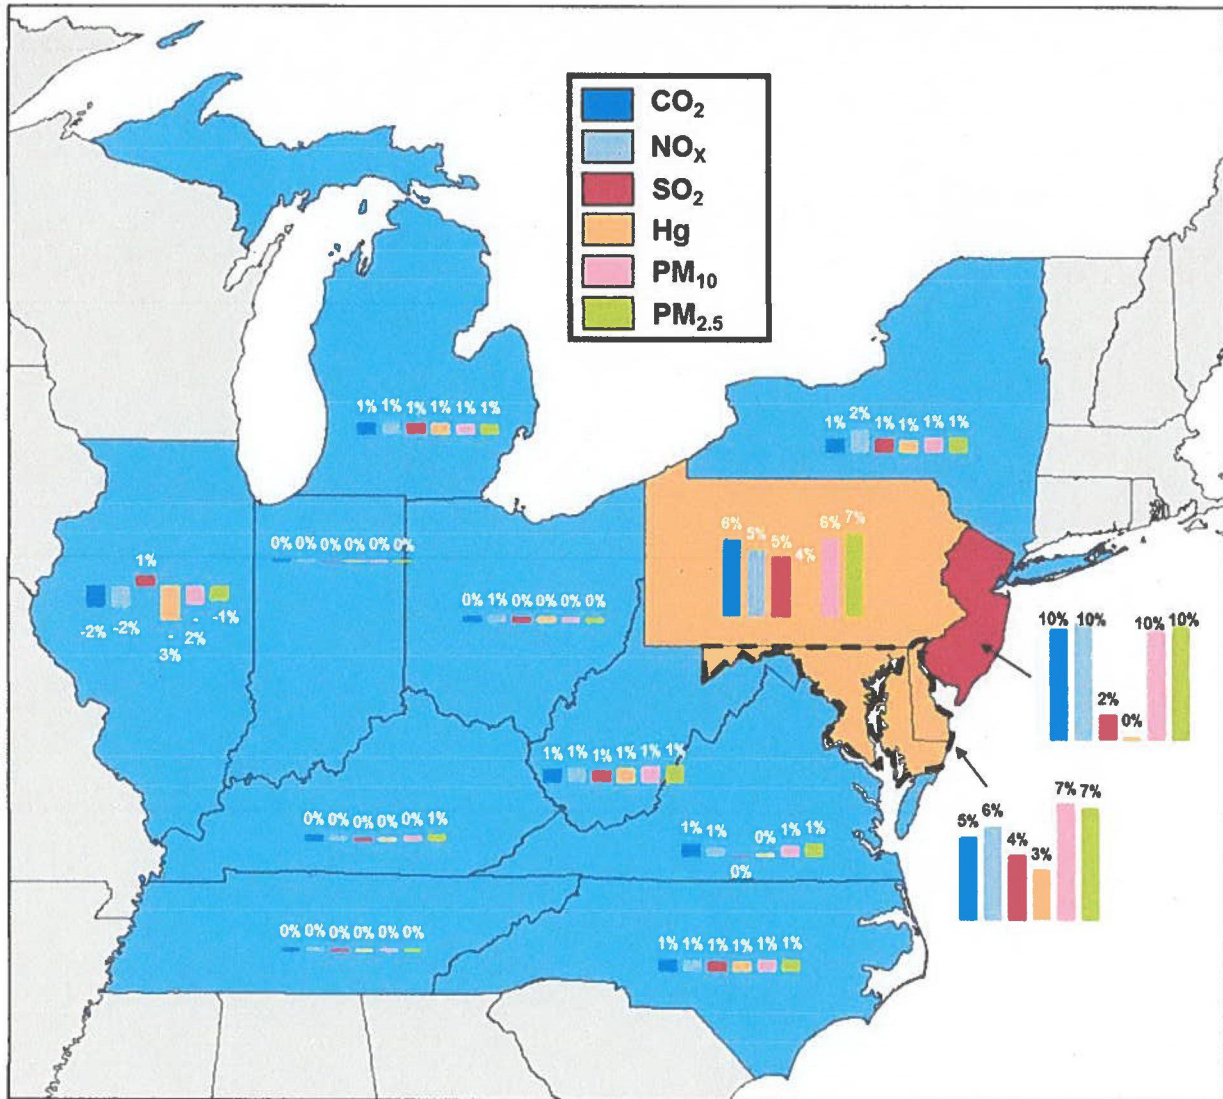 CO₂
NOₓ
SO₂
Hg
PM₁₀
PM₂.₅
1% 1% 1% 1% 1% 1%
1% 2% 1% 1% 1% 1%
6% 5% 5% 4% 6% 7%
0% 0% 0% 0% 0% 0%
-2% -2% 1% -3% -2% -1%
0% 1% 0% 0% 0% 0%
10% 10% 2% 0% 10% 10%
1% 1% 1% 1% 1% 1%
5% 6% 4% 3% 7% 7%
0% 0% 0% 0% 0% 1%
1% 1% 0% 0% 1% 1%
0% 0% 0% 0% 0% 0%
1% 1% 1% 1% 1% 1%